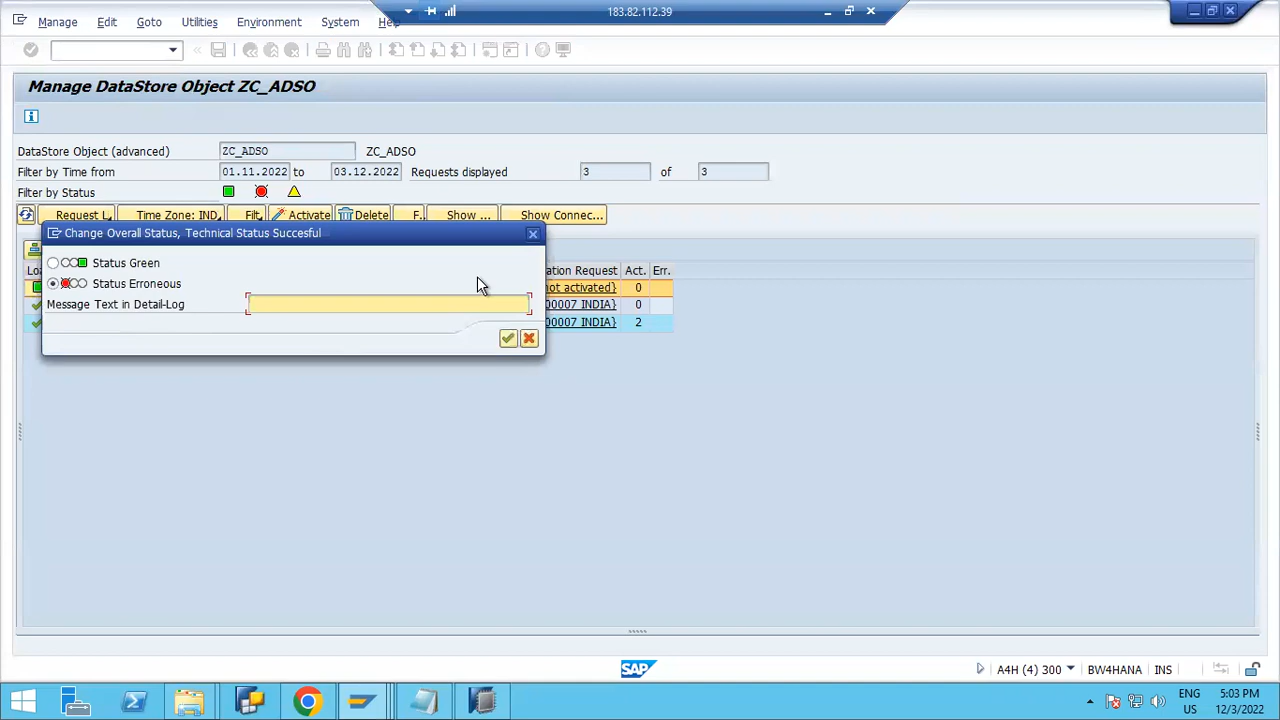 183.82.112.39
Manage Edit Goto Utilities Environment System Help
Manage DataStore Object ZC_ADSO
DataStore Object (advanced) ZC_ADSO ZC_ADSO
Filter by Time from 01.11.2022 to 03.12.2022 Requests displayed 3 of 3
Filter by Status
Request L. Time Zone: IND. Filt. Activate Delete F.. Show ... Show Connec...
Change Overall Status, Technical Status Succesful
Status Green
Status Erroneous
Message Text in Detail-Log
Loa
ation Request Act. Err.
not activated} 0
00007 INDIA} 0
00007 INDIA} 2
SAP
A4H (4) 300 BW4HANA INS
ENG 5:03 PM
US 12/3/2022